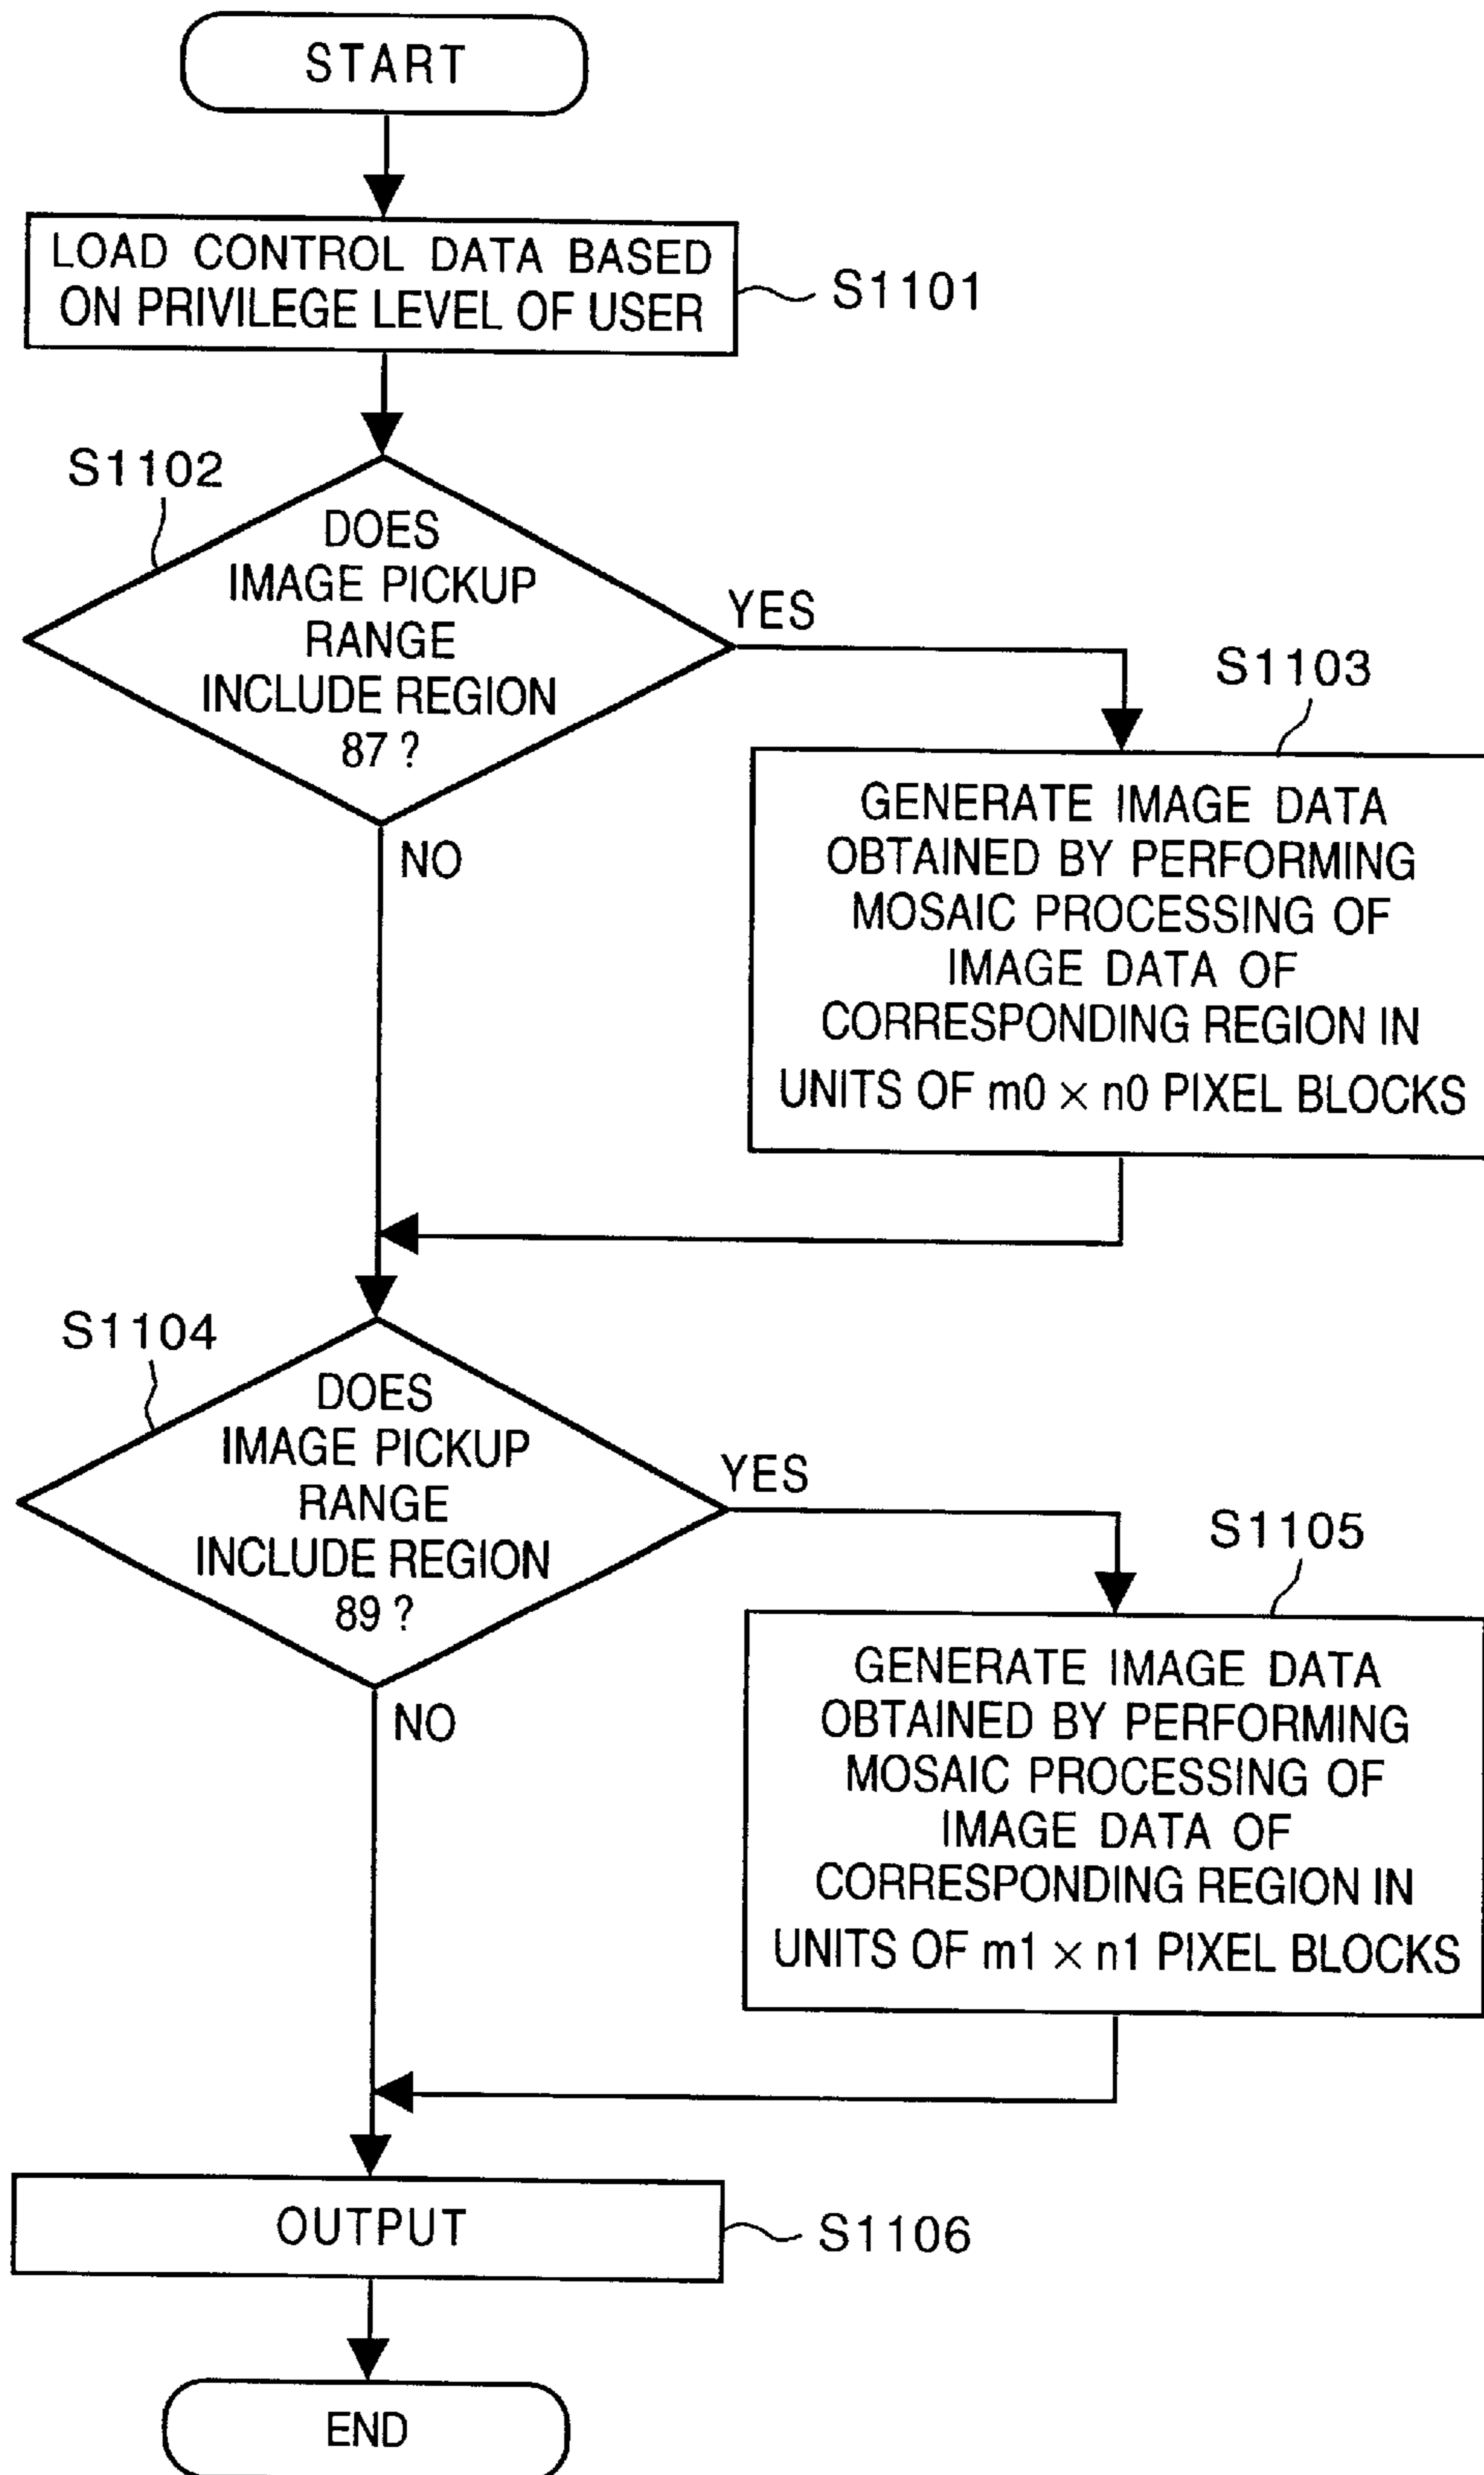 START
LOAD CONTROL DATA BASED
ON PRIVILEGE LEVEL OF USER
S1101
S1102
DOES
IMAGE PICKUP
RANGE
INCLUDE REGION
87 ?
YES
NO
S1103
GENERATE IMAGE DATA
OBTAINED BY PERFORMING
MOSAIC PROCESSING OF
IMAGE DATA OF
CORRESPONDING REGION IN
UNITS OF m0 × n0 PIXEL BLOCKS
S1104
DOES
IMAGE PICKUP
RANGE
INCLUDE REGION
89 ?
YES
NO
S1105
GENERATE IMAGE DATA
OBTAINED BY PERFORMING
MOSAIC PROCESSING OF
IMAGE DATA OF
CORRESPONDING REGION IN
UNITS OF m1 × n1 PIXEL BLOCKS
OUTPUT
S1106
END